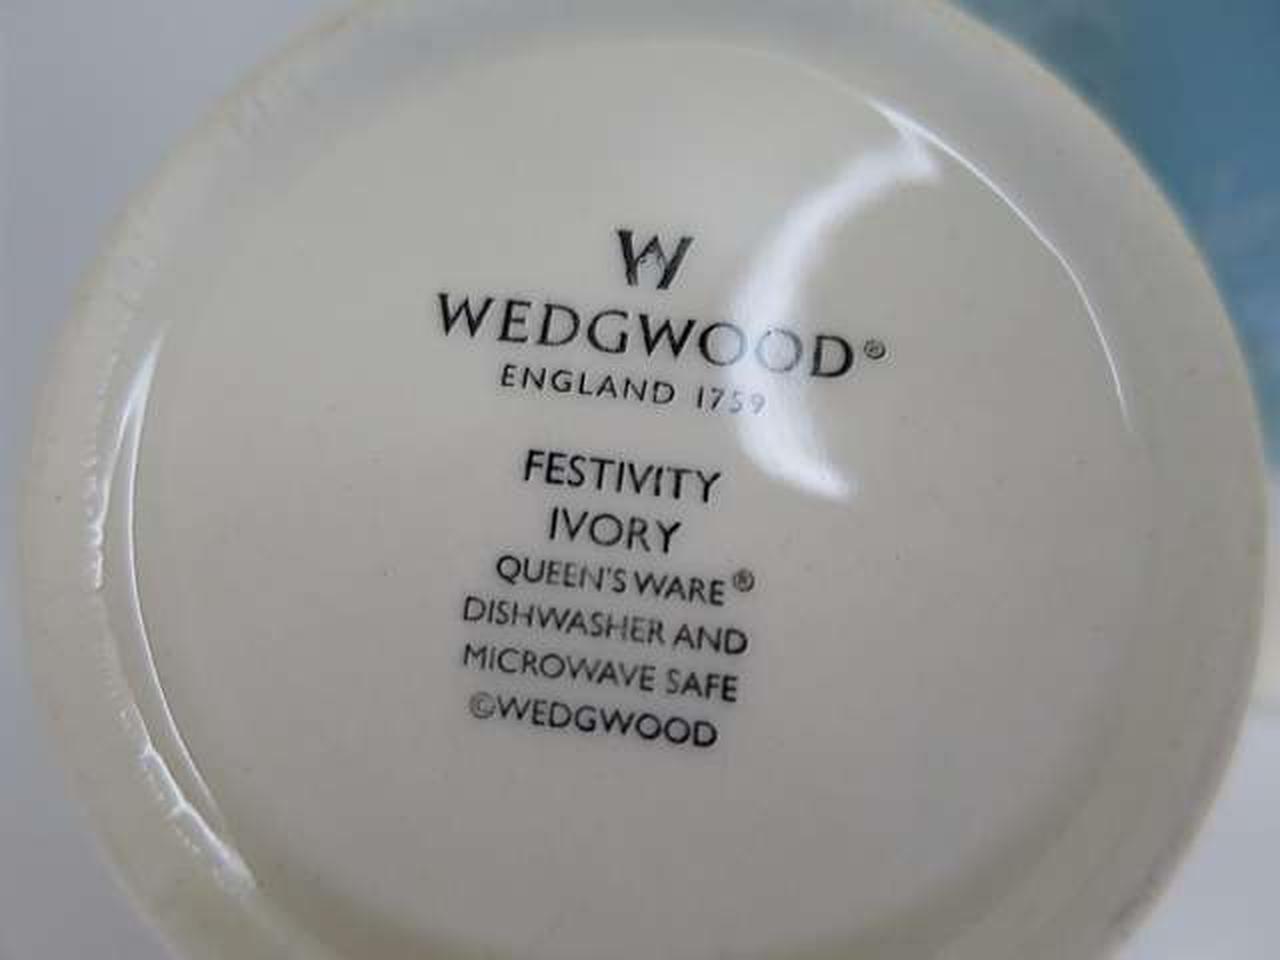 W
WEDGWOOD®
ENGLAND 1759
FESTIVITY
IVORY
QUEEN'S WARE®
DISHWASHER AND
MICROWAVE SAFE
©WEDGWOOD